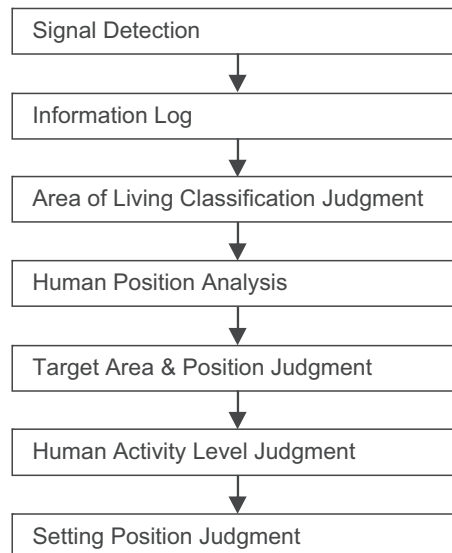 Signal Detection
Information Log
Area of Living Classification Judgment
Human Position Analysis
Target Area & Position Judgment
Human Activity Level Judgment
Setting Position Judgment